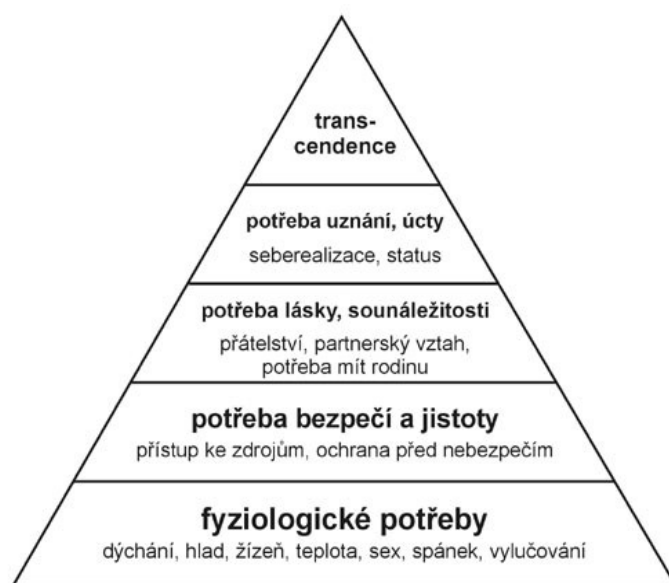 trans-
cendence
potřeba uznání, úcty
seberealizace, status
potřeba lásky, sounáležitosti
přátelství, partnerský vztah,
potřeba mít rodinu
potřeba bezpečí a jistoty
přístup ke zdrojům, ochrana před nebezpečím
fyziologické potřeby
dýchání, hlad, žízeň, teplota, sex, spánek, vylučování